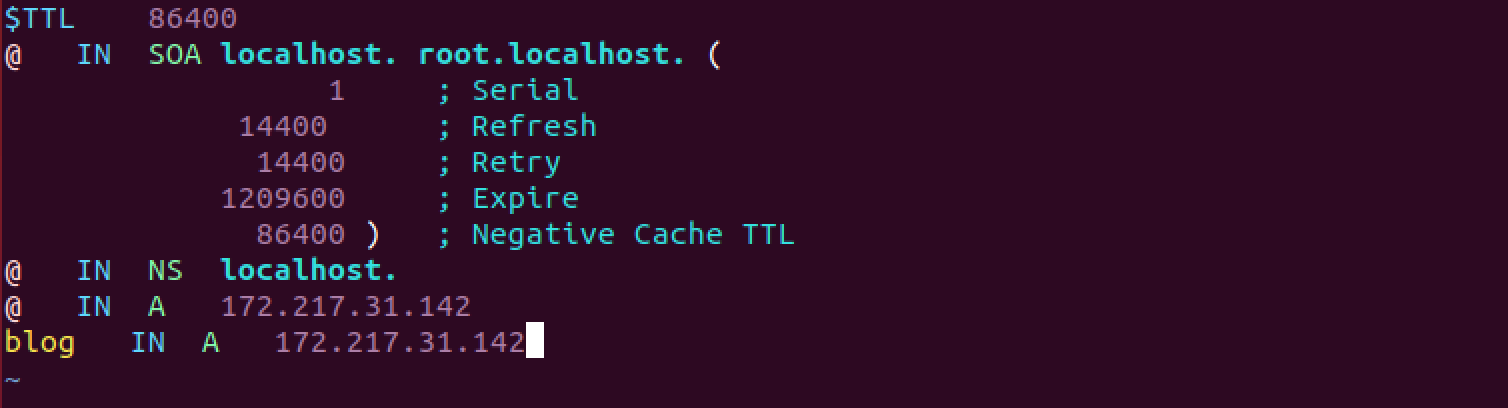 $TTL    86400
@   IN  SOA localhost. root.localhost. (
                  1     ; Serial
             14400      ; Refresh
              14400     ; Retry
            1209600     ; Expire
              86400 )   ; Negative Cache TTL
@   IN  NS  localhost.
@   IN  A   172.217.31.142
blog   IN  A   172.217.31.142
~